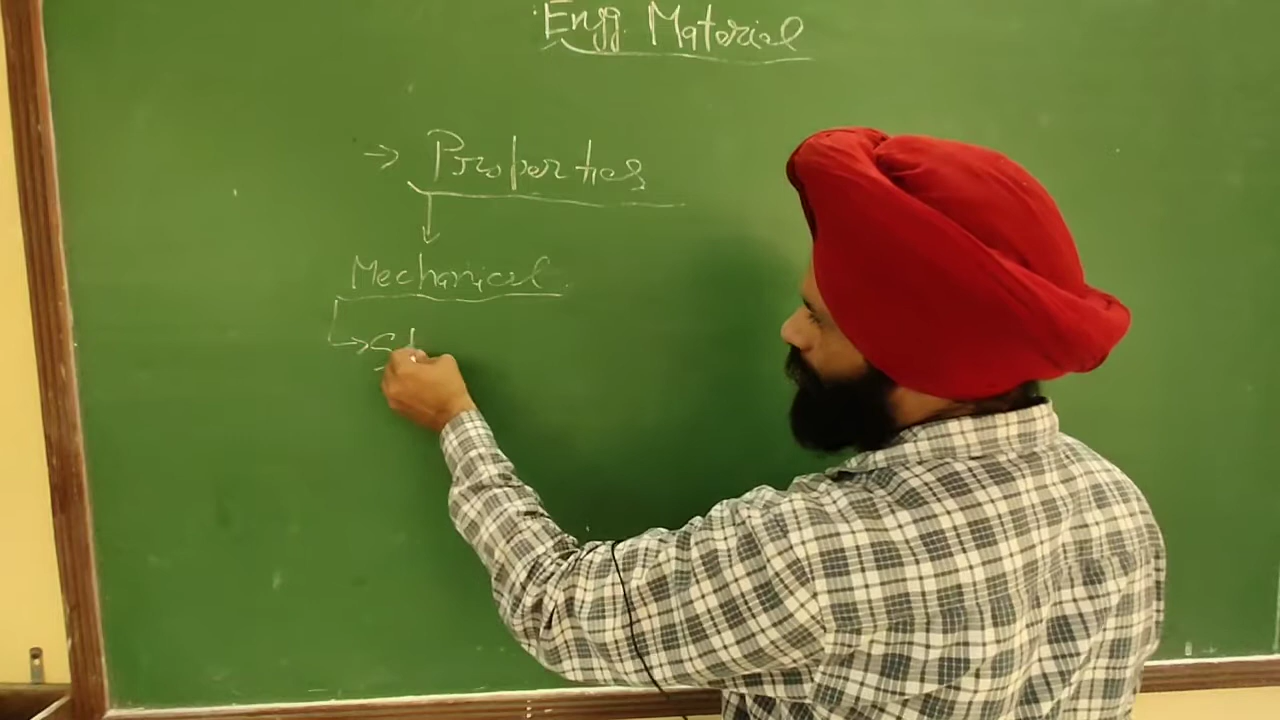 Engg. Material
→ Properties
Mechanical